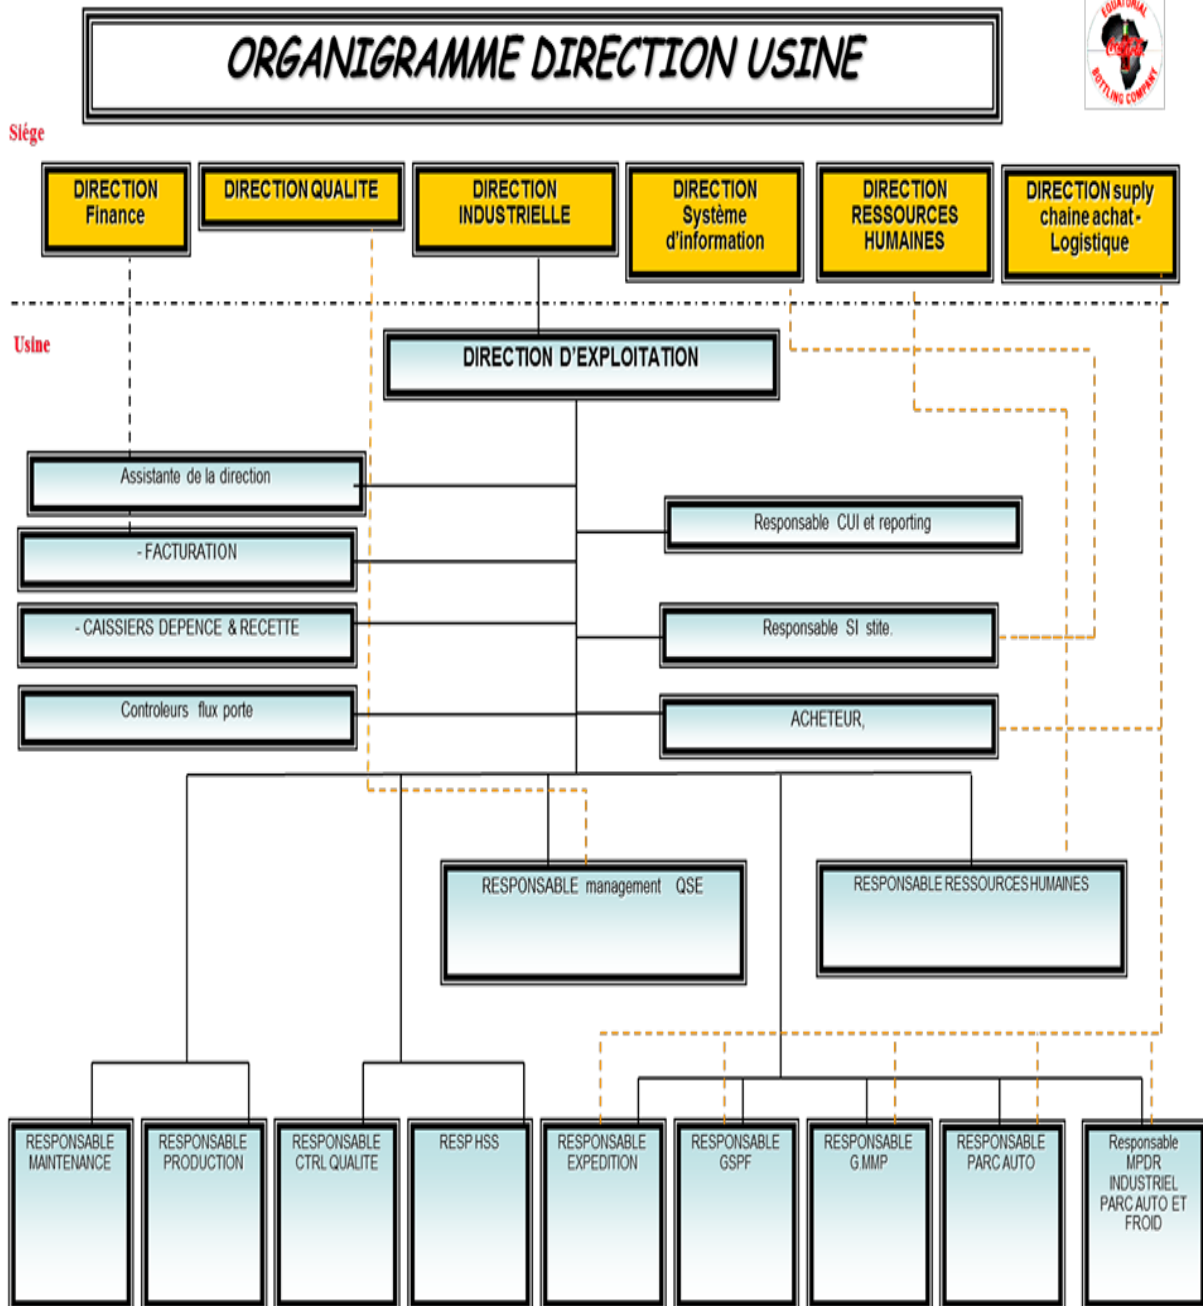 ORGANIGRAMME DIRECTION USINE
EQUATORIAL
BOTTLING COMPANY
Siége
DIRECTION
Finance
DIRECTION QUALITE
DIRECTION
INDUSTRIELLE
DIRECTION
Système
d'information
DIRECTION
RESSOURCES
HUMAINES
DIRECTION suply
chaine achat -
Logistique
Usine
DIRECTION D'EXPLOITATION
Assistante de la direction
Responsable CUI et reporting
- FACTURATION
- CAISSIERS DEPENCE & RECETTE
Responsable SI stite.
Controleurs flux porte
ACHETEUR,
RESPONSABLE management QSE
RESPONSABLE RESSOURCES HUMAINES
RESPONSABLE
MAINTENANCE
RESPONSABLE
PRODUCTION
RESPONSABLE
CTRL QUALITE
RESP HSS
RESPONSABLE
EXPEDITION
RESPONSABLE
GSPF
RESPONSABLE
G.MMP
RESPONSABLE
PARC AUTO
Responsable
MPDR
INDUSTRIEL
PARC AUTO ET
FROID